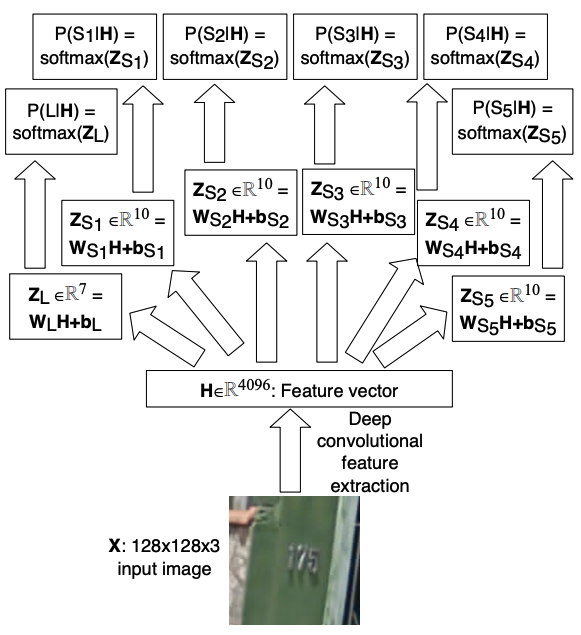 P(S1|H) =
softmax(ZS1)
P(S2|H) =
softmax(ZS2)
P(S3|H) =
softmax(ZS3)
P(S4|H) =
softmax(ZS4)
P(L|H) =
softmax(ZL)
P(S5|H) =
softmax(ZS5)
ZS1 ∈ℝ¹⁰ =
WS1H+bS1
ZS2 ∈ℝ¹⁰ =
WS2H+bS2
ZS3 ∈ℝ¹⁰ =
WS3H+bS3
ZS4 ∈ℝ¹⁰ =
WS4H+bS4
ZL ∈ℝ⁷ =
WLH+bL
ZS5 ∈ℝ¹⁰ =
WS5H+bS5
H∈ℝ⁴⁰⁹⁶: Feature vector
Deep
convolutional
feature
extraction
X: 128x128x3
input image
175